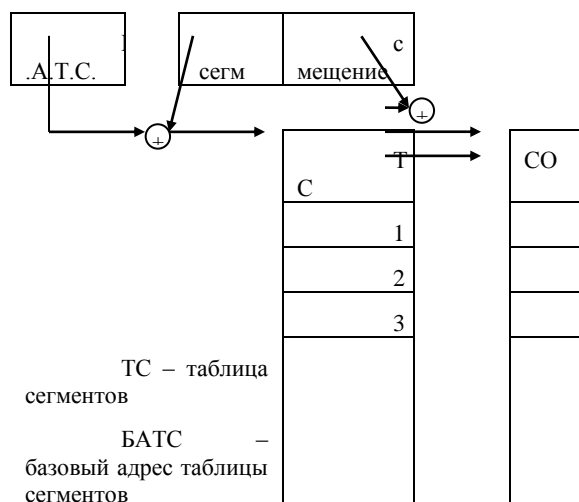 .А.Т.С.
сегм
с
мещение
+
+
Т
С
СО
1
2
3
ТС – таблица
сегментов
БАТС –
базовый адрес таблицы
сегментов